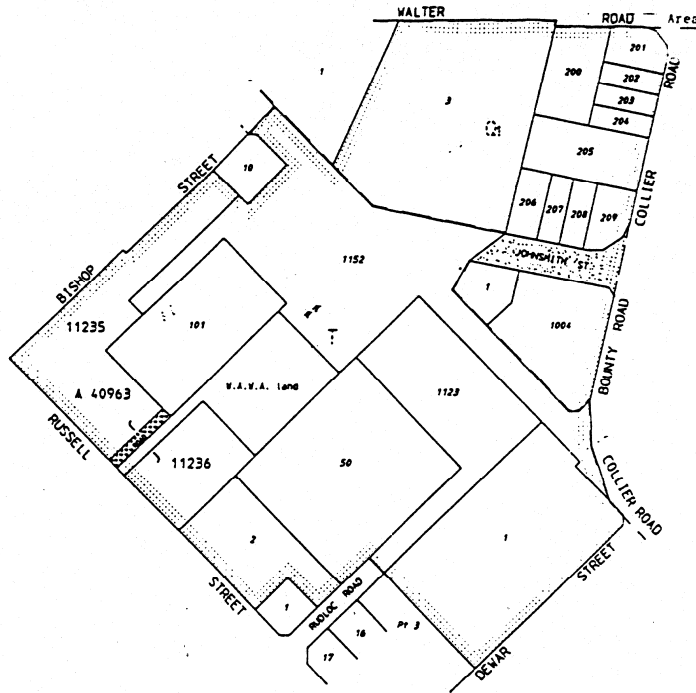 WALTER
ROAD Area
201
200
ROAD
202
1
203
3
204
205
10
STREET
206
207
208
209
COLLIER
1152
JOHNSMITH ST
BISHOP
1
11235
101
1004
BOUNTY ROAD
A 40963
W.A.W.A. land
1123
RUSSELL
11236
50
COLLIER ROAD
2
1
STREET
STREET
1
RUDLOC ROAD
16
Pt 3
17
DEWAR